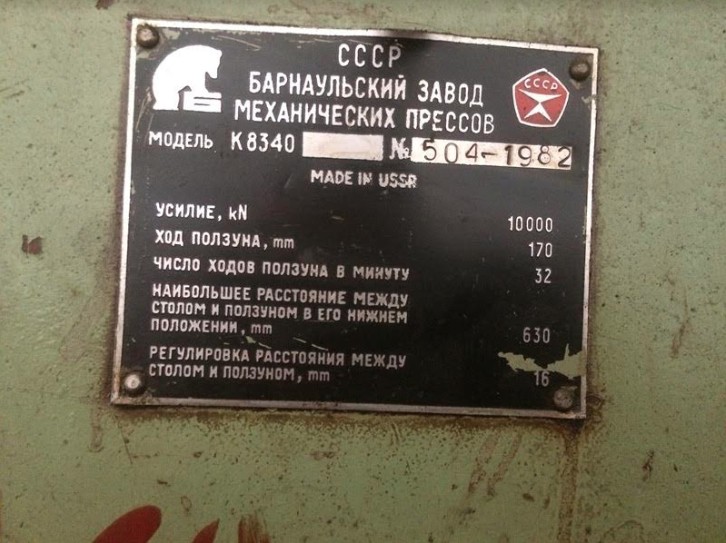 СССР
БАРНАУЛЬСКИЙ ЗАВОД
МЕХАНИЧЕСКИХ ПРЕССОВ
СССР
МОДЕЛЬ К8340 № 504-1982
MADE IN USSR
УСИЛИЕ, kN 10000
ХОД ПОЛЗУНА, mm 170
ЧИСЛО ХОДОВ ПОЛЗУНА В МИНУТУ 32
НАИБОЛЬШЕЕ РАССТОЯНИЕ МЕЖДУ
СТОЛОМ И ПОЛЗУНОМ В ЕГО НИЖНЕМ
ПОЛОЖЕНИИ, mm 630
РЕГУЛИРОВКА РАССТОЯНИЯ МЕЖДУ
СТОЛОМ И ПОЛЗУНОМ, mm 16